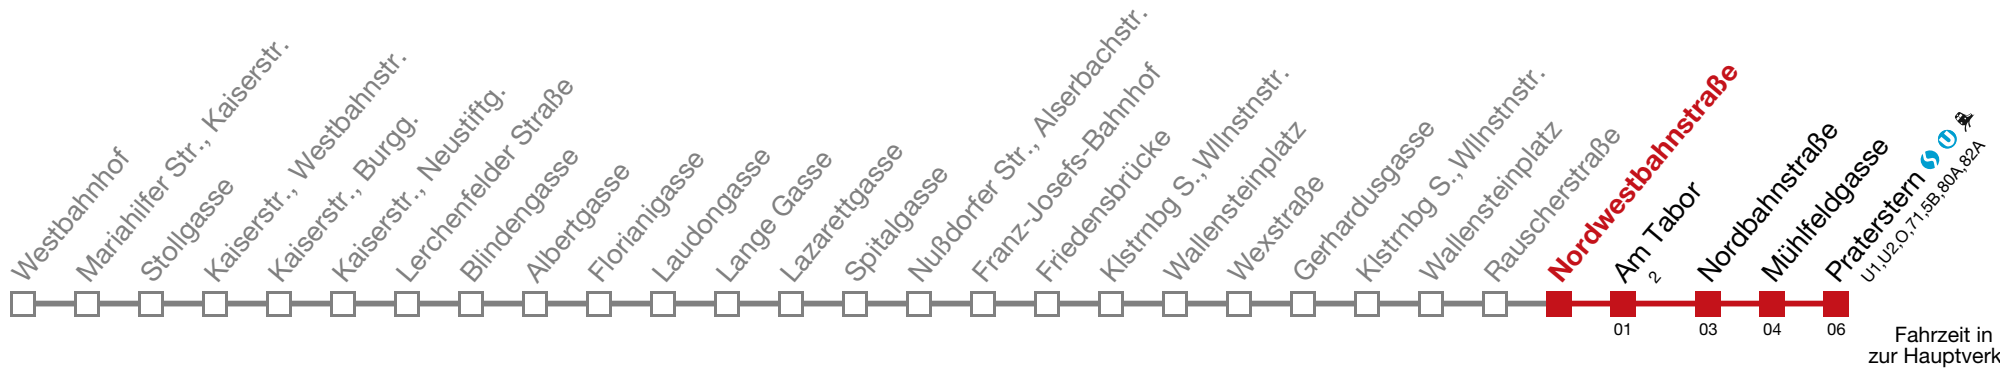 Westbahnhof
Mariahilfer Str., Kaiserstr.
Stollgasse
Kaiserstr., Westbahnstr.
Kaiserstr., Burgg.
Kaiserstr., Neustiftg.
Lerchenfelder Straße
Blindengasse
Albertgasse
Florianigasse
Laudongasse
Lange Gasse
Lazarettgasse
Spitalgasse
Nußdorfer Str., Alserbachstr.
Franz-Josefs-Bahnhof
Friedensbrücke
Klstrnbg S., Wllnstnstr.
Wallensteinplatz
Wexstraße
Gerhardusgasse
Klstrnbg S., Wllnstnstr.
Wallensteinplatz
Rauscherstraße
Nordwestbahnstraße
Am Tabor
2
Nordbahnstraße
Mühlfeldgasse
Praterstern S U
U1,U2,O,71,5B,80A,82A
01
03
04
06
Fahrzeit in
zur Hauptverk